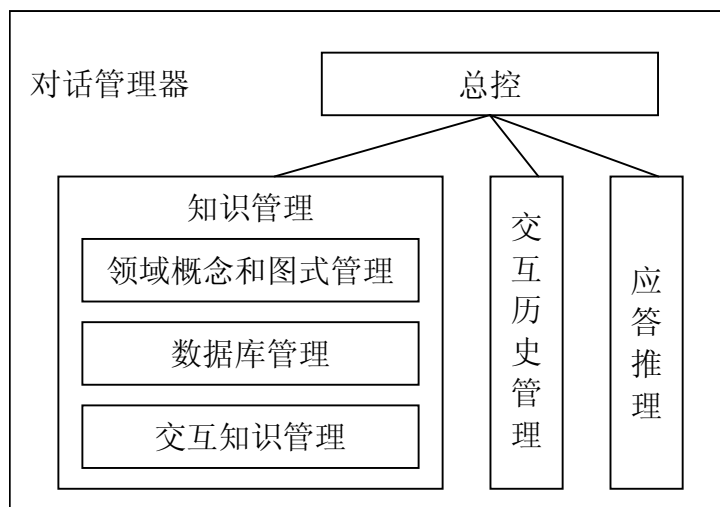 对话管理器
总控
知识管理
领域概念和图式管理
数据库管理
交互知识管理
交互历史管理
应答推理